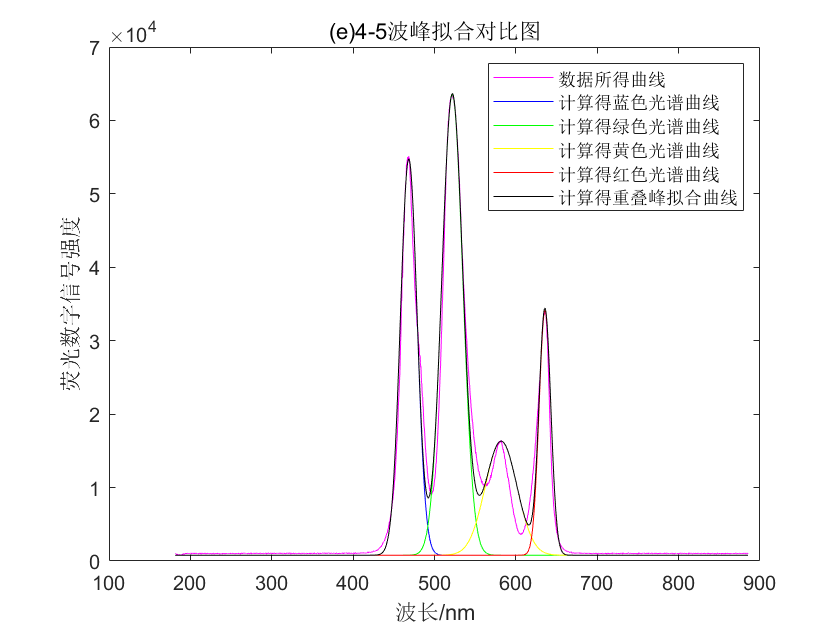 (e)4-5波峰拟合对比图
×10^4
7
6
5
4
3
2
1
0
荧光数字信号强度
数据所得曲线
计算得蓝色光谱曲线
计算得绿色光谱曲线
计算得黄色光谱曲线
计算得红色光谱曲线
计算得重叠峰拟合曲线
100 200 300 400 500 600 700 800 900
波长/nm